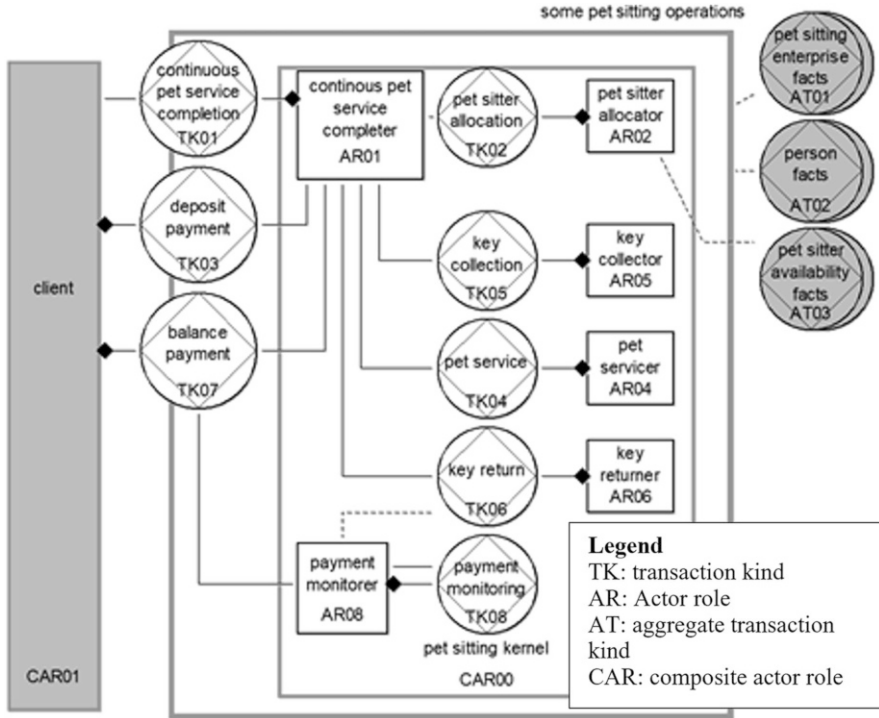 some pet sitting operations
client
CAR01
continuous
pet service
completion
TK01
continous pet
service
completer
AR01
pet sitter
allocation
TK02
pet sitter
allocator
AR02
pet sitting
enterprise
facts
AT01
person
facts
AT02
pet sitter
availability
facts
AT03
deposit
payment
TK03
key
collection
TK05
key
collector
AR05
balance
payment
TK07
pet service
TK04
pet
servicer
AR04
key return
TK06
key
returner
AR06
payment
monitorer
AR08
payment
monitoring
TK08
pet sitting kernel
CAR00
Legend
TK: transaction kind
AR: Actor role
AT: aggregate transaction
kind
CAR: composite actor role